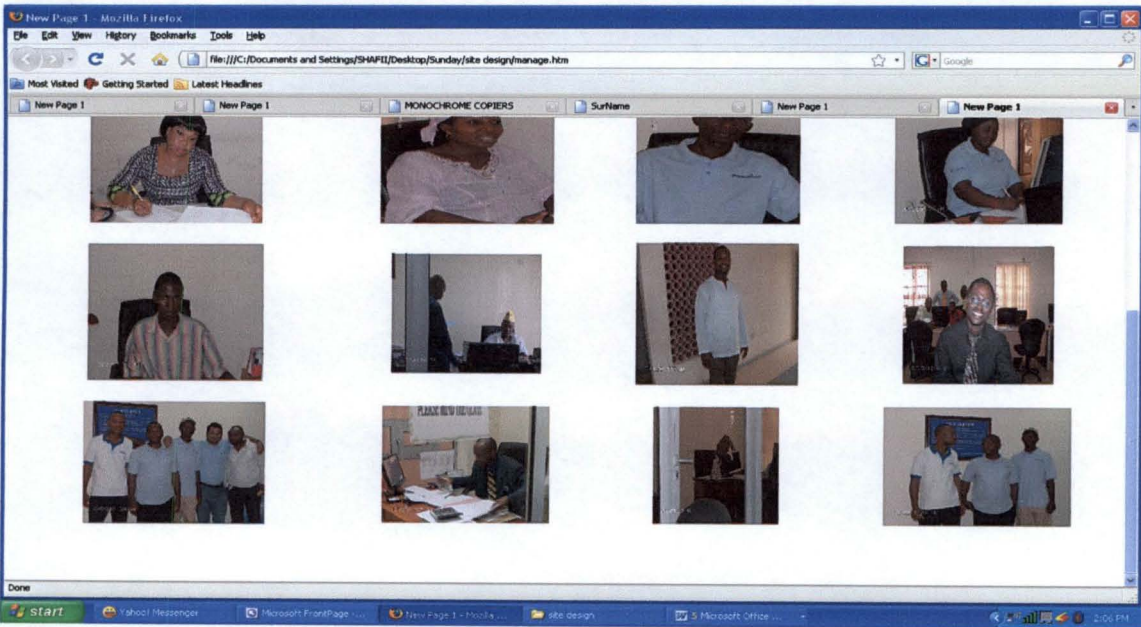 New Page 1 - Mozilla Firefox
File Edit View History Bookmarks Tools Help
file:///C:/Documents and Settings/SHAFII/Desktop/Sunday/site design/manage.htm
Google
Most Visited Getting Started Latest Headlines
New Page 1 New Page 1 MONOCHROME COPIERS SurName New Page 1 New Page 1
Done
start Yahoo! Messenger Microsoft FrontPage - ... New Page 1 - Mozilla ... site design 5 Microsoft Office ... 2:06 PM